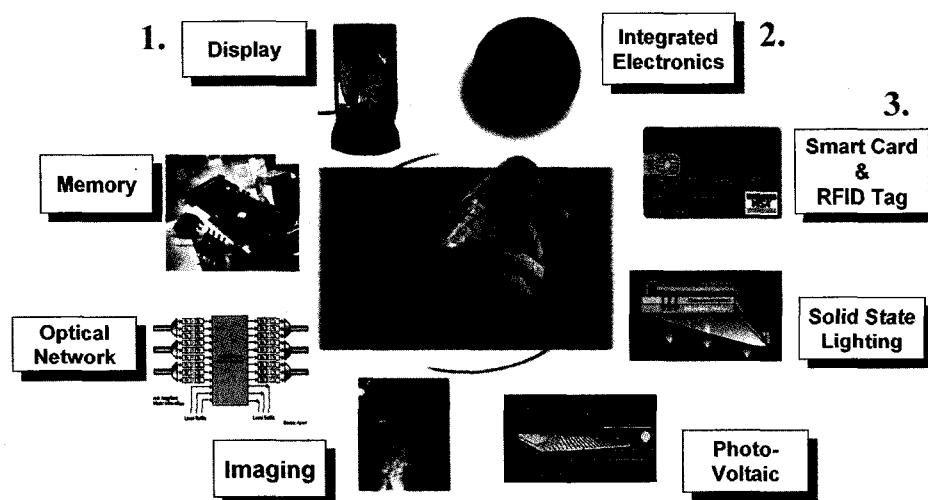 1.
Display
Integrated
Electronics
2.
3.
Memory
Smart Card
&
RFID Tag
Optical
Network
Solid State
Lighting
Imaging
Photo-
Voltaic